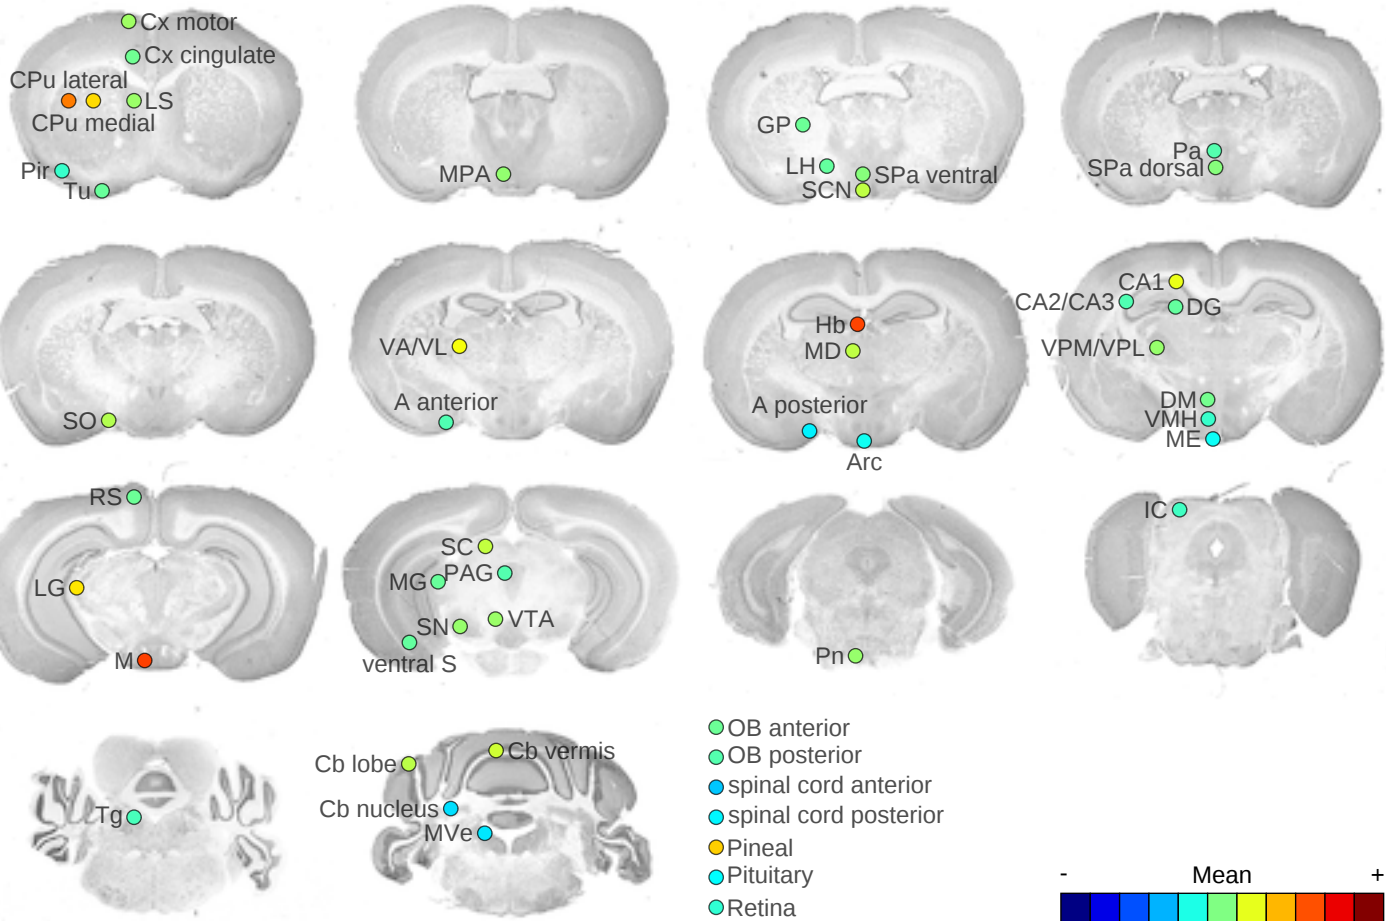 Cx motor
Cx cingulate
CPu lateral
LS
CPu medial
Pir
Tu
MPA
GP
LH
SPa ventral
SCN
Pa
SPa dorsal
SO
VA/VL
A anterior
Hb
MD
A posterior
Arc
CA1
CA2/CA3
DG
VPM/VPL
DM
VMH
ME
RS
LG
M
SC
MG
PAG
SN
VTA
ventral S
Pn
IC
Tg
Cb lobe
Cb vermis
Cb nucleus
MVe
OB anterior
OB posterior
spinal cord anterior
spinal cord posterior
Pineal
Pituitary
Retina
- Mean +